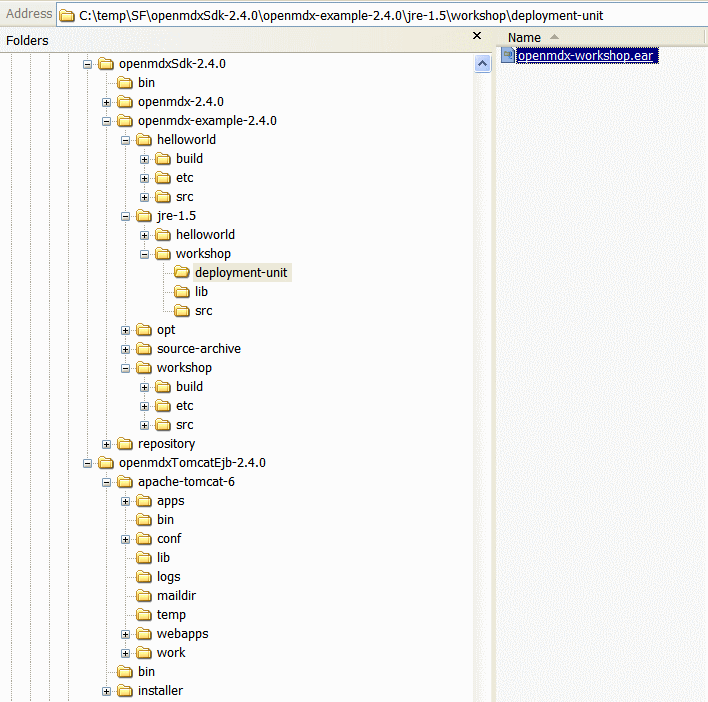 Address C:\temp\SF\openmdxSdk-2.4.0\openmdx-example-2.4.0\jre-1.5\workshop\deployment-unit
Folders
Name
openmdx-workshop.ear
openmdxSdk-2.4.0
bin
openmdx-2.4.0
openmdx-example-2.4.0
helloworld
build
etc
src
jre-1.5
helloworld
workshop
deployment-unit
lib
src
opt
source-archive
workshop
build
etc
src
repository
openmdxTomcatEjb-2.4.0
apache-tomcat-6
apps
bin
conf
lib
logs
maildir
temp
webapps
work
bin
installer